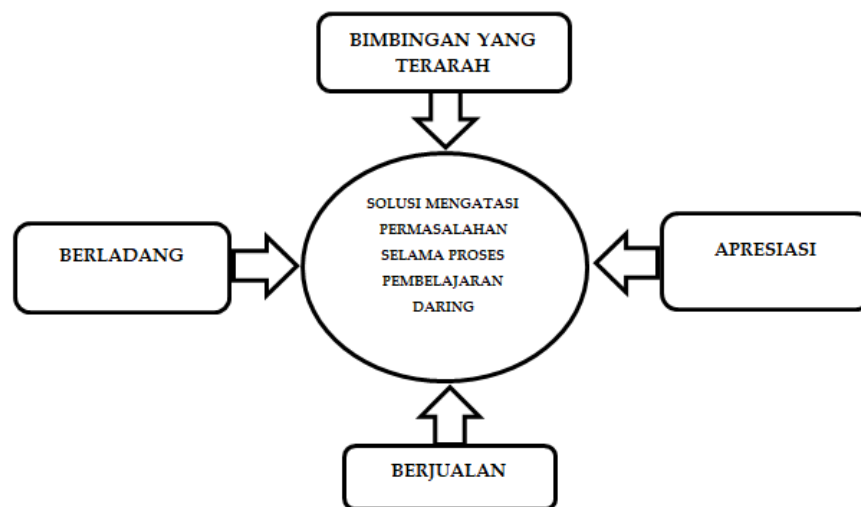 BIMBINGAN YANG
TERARAH
SOLUSI MENGATASI
PERMASALAHAN
SELAMA PROSES
PEMBELAJARAN
DARING
BERLADANG
APRESIASI
BERJUALAN